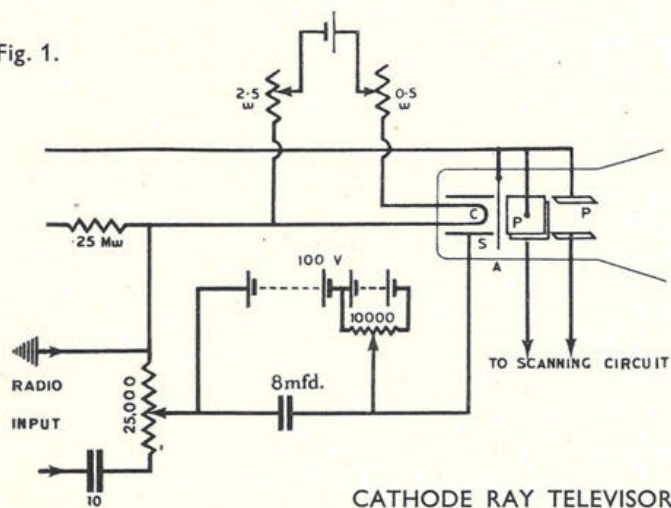 Fig. 1.
2·5
ω
0·5
ω
·25 Mω
C
S
A
P
P
100 V
10000
TO SCANNING CIRCUIT
RADIO
INPUT
25,000
8mfd.
10
CATHODE RAY TELEVISOR